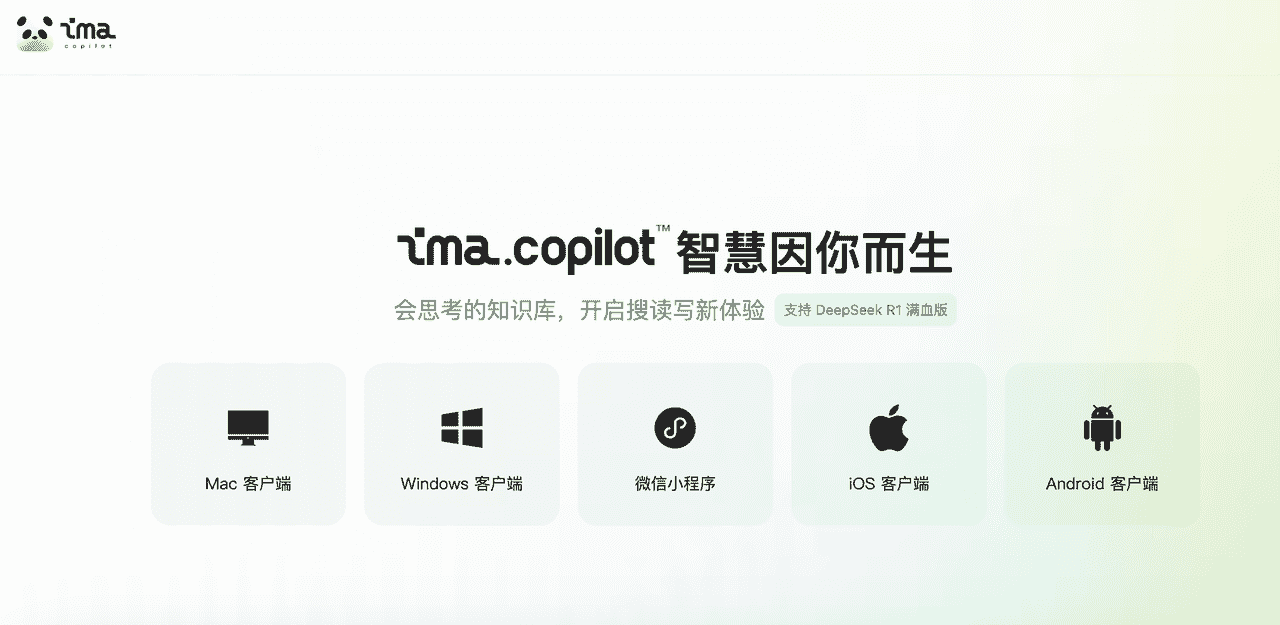 ima
copilot
ima.copilot™ 智慧因你而生
会思考的知识库，开启搜读写新体验 支持 DeepSeek R1 满血版
Mac 客户端
Windows 客户端
微信小程序
iOS 客户端
Android 客户端